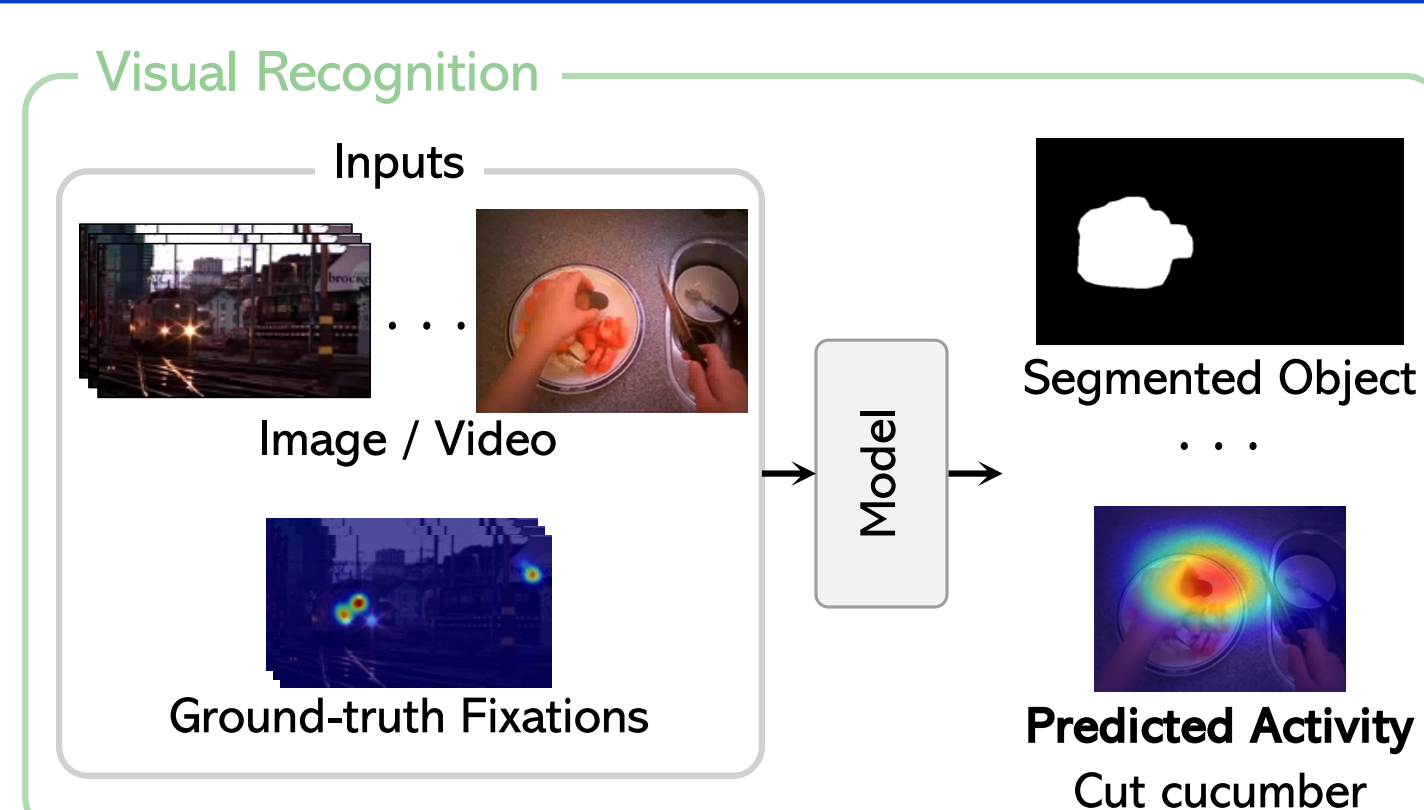 Visual Recognition
Inputs
. . .
Image / Video
Ground-truth Fixations
Model
Segmented Object
. . .
Predicted Activity
Cut cucumber